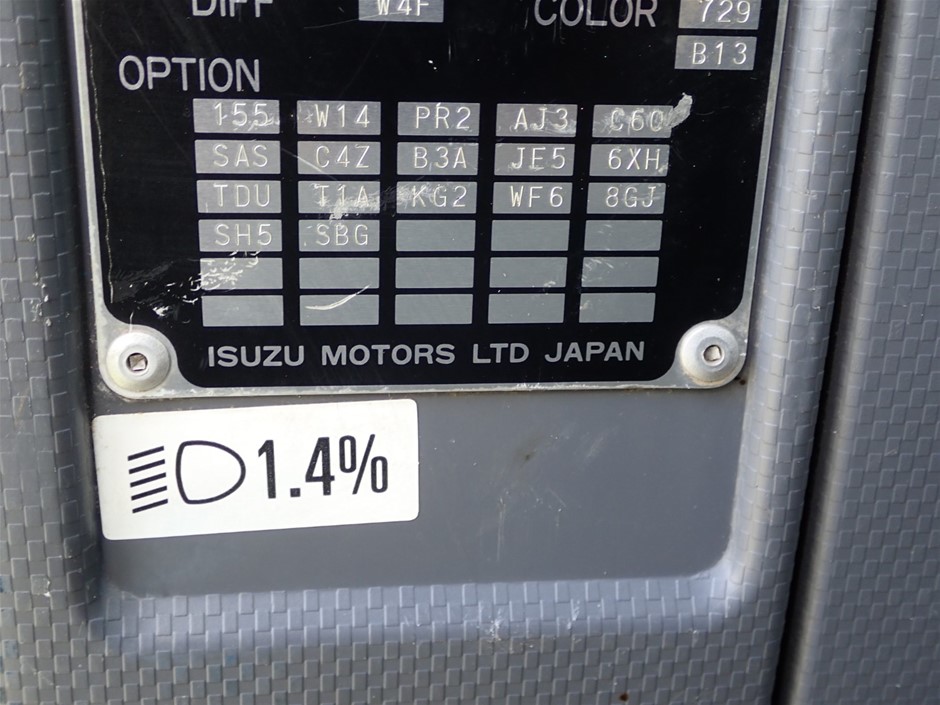 DIFF W4F COLOR 729
B13
OPTION
155 W14 PR2 AJ3 C6C
SAS C4Z B3A JE5 6XH
TDU T1A KG2 WF6 8GJ
SH5 SBG
ISUZU MOTORS LTD JAPAN
1.4%